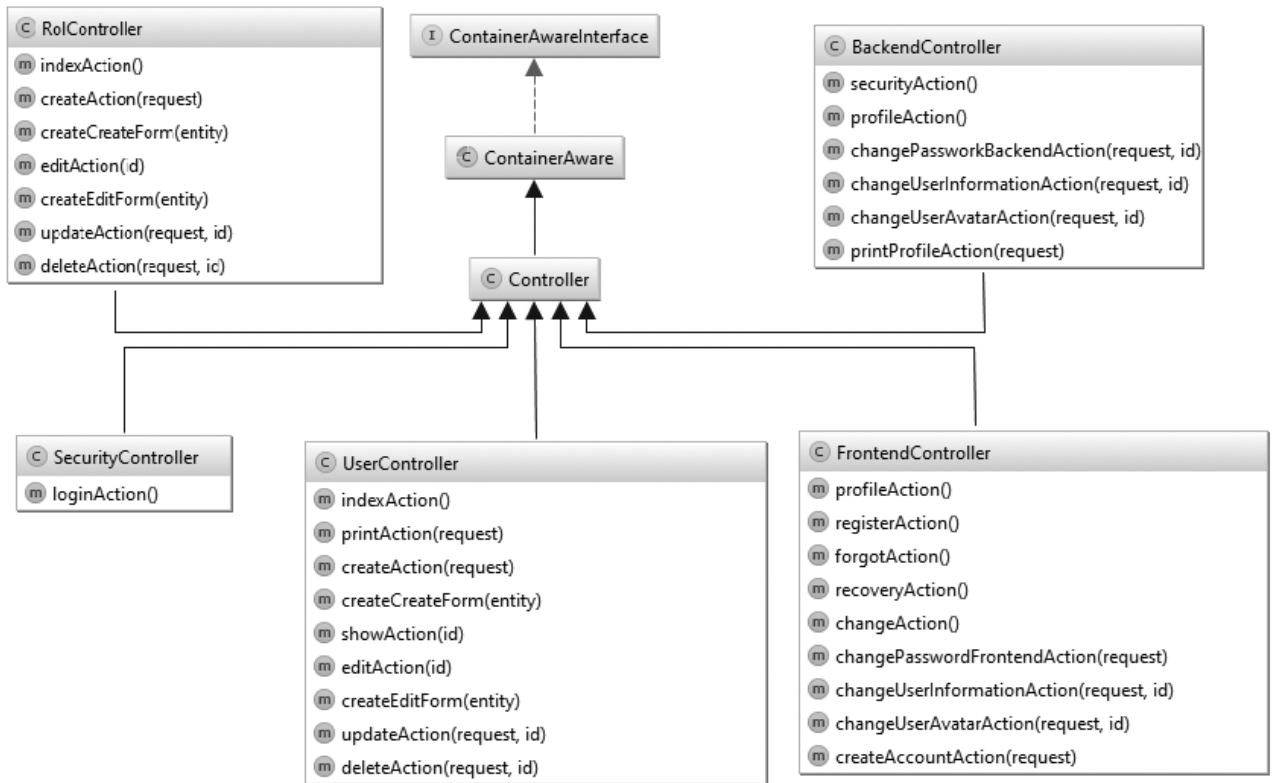 RolController
indexAction()
createAction(request)
createCreateForm(entity)
editAction(id)
createEditForm(entity)
updateAction(request, id)
deleteAction(request, id)
ContainerAwareInterface
ContainerAware
Controller
BackendController
securityAction()
profileAction()
changePassworkBackendAction(request, id)
changeUserInformationAction(request, id)
changeUserAvatarAction(request, id)
printProfileAction(request)
SecurityController
loginAction()
UserController
indexAction()
printAction(request)
createAction(request)
createCreateForm(entity)
showAction(id)
editAction(id)
createEditForm(entity)
updateAction(request, id)
deleteAction(request, id)
FrontendController
profileAction()
registerAction()
forgotAction()
recoveryAction()
changeAction()
changePasswordFrontendAction(request)
changeUserInformationAction(request, id)
changeUserAvatarAction(request, id)
createAccountAction(request)